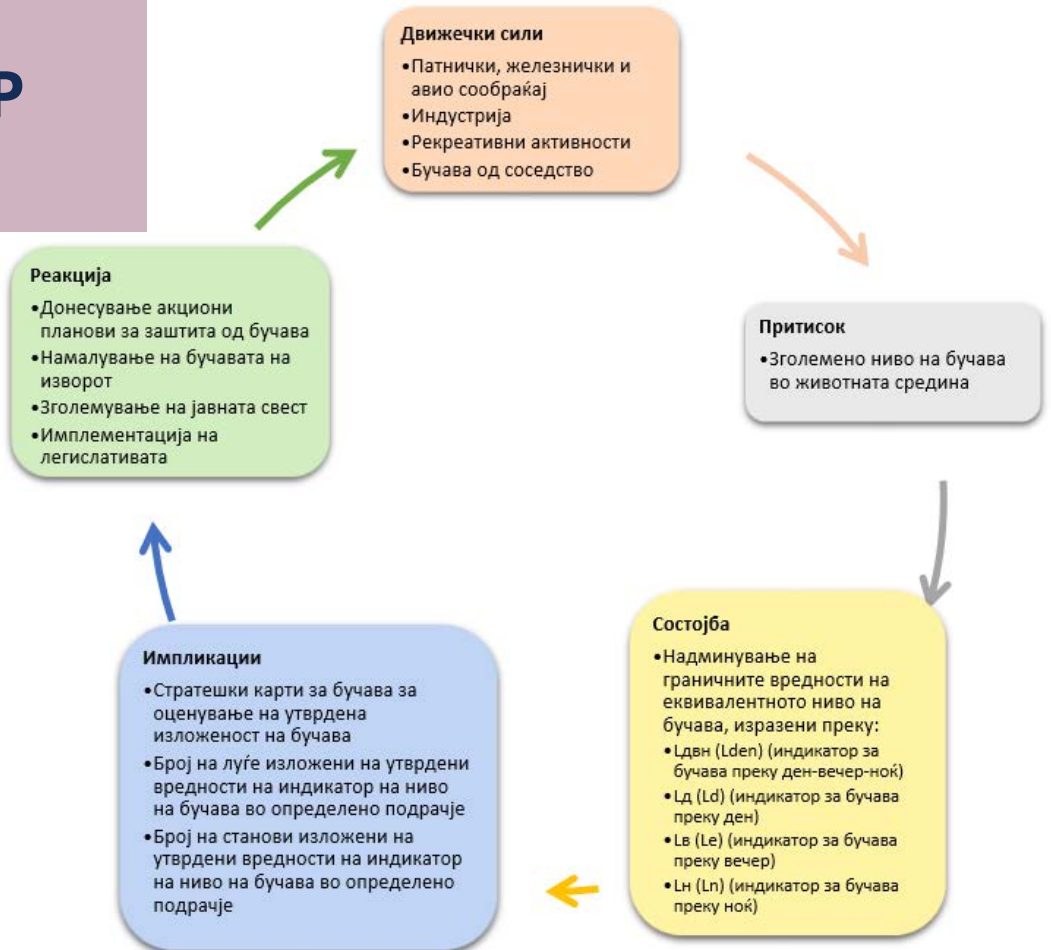 Р
Движечки сили
•Патнички, железнички и
авио сообраќај
•Индустрија
•Рекреативни активности
•Бучава од соседство
Притисок
•Зголемено ниво на бучава
во животната средина
Состојба
•Надминување на
граничните вредности на
еквивалентното ниво на
бучава, изразени преку:
•Lдвн (Lden) (индикатор за
бучава преку ден-вечер-ноќ)
•Lд (Ld) (индикатор за бучава
преку ден)
•Lв (Le) (индикатор за бучава
преку вечер)
•Lн (Ln) (индикатор за бучава
преку ноќ)
Импликации
•Стратешки карти за бучава за
оценување на утврдена
изложеност на бучава
•Број на луѓе изложени на утврдени
вредности на индикатор на ниво
на бучава во определено подрачје
•Број на станови изложени на
утврдени вредности на индикатор
на ниво на бучава во определено
подрачје
Реакција
•Донесување акциони
планови за заштита од бучава
•Намалување на бучавата на
изворот
•Зголемување на јавната свест
•Имплементација на
легислативата